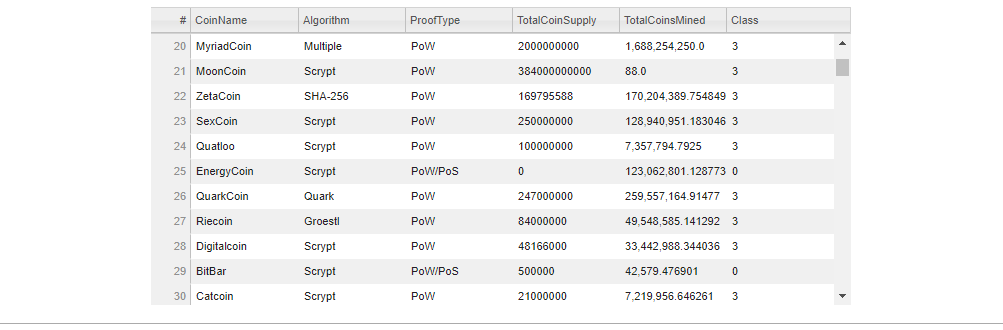 # CoinName Algorithm ProofType TotalCoinSupply TotalCoinsMined Class
20 MyriadCoin Multiple PoW 2000000000 1,688,254,250.0 3
21 MoonCoin Scrypt PoW 384000000000 88.0 3
22 ZetaCoin SHA-256 PoW 169795588 170,204,389.754849 3
23 SexCoin Scrypt PoW 250000000 128,940,951.183046 3
24 Quatloo Scrypt PoW 100000000 7,357,794.7925 3
25 EnergyCoin Scrypt PoW/PoS 0 123,062,801.128773 0
26 QuarkCoin Quark PoW 247000000 259,557,164.91477 3
27 Riecoin Groestl PoW 84000000 49,548,585.141292 3
28 Digitalcoin Scrypt PoW 48166000 33,442,988.344036 3
29 BitBar Scrypt PoW/PoS 500000 42,579.476901 0
30 Catcoin Scrypt PoW 21000000 7,219,956.646261 3